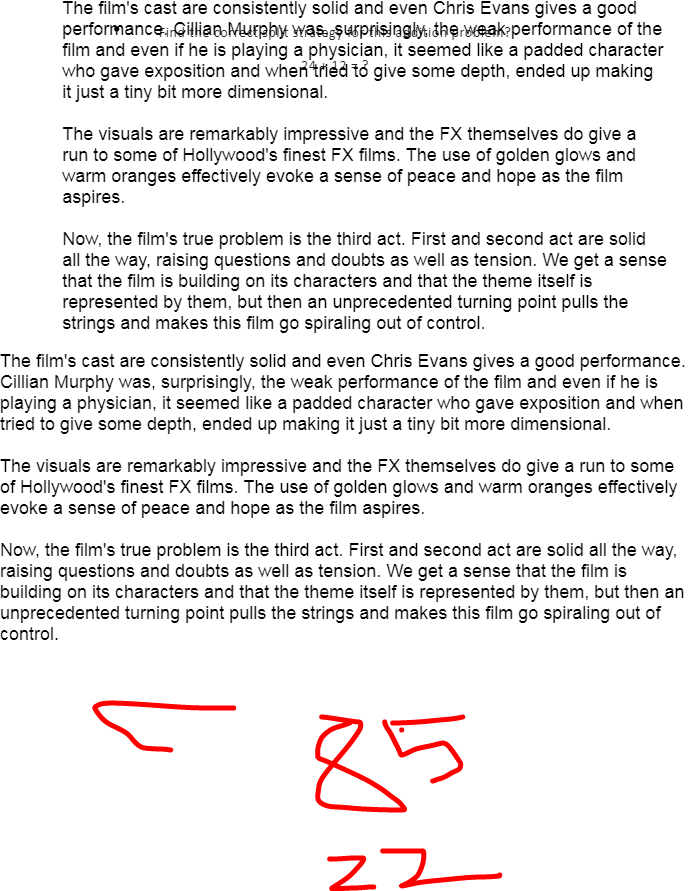 The film's cast are consistently solid and even Chris Evans gives a good
performance. Cillian Murphy was, surprisingly, the weak performance of the
Find the correct split strategy for this addition problem?
film and even if he is playing a physician, it seemed like a padded character
24 + 12 = ?
who gave exposition and when tried to give some depth, ended up making
it just a tiny bit more dimensional.
The visuals are remarkably impressive and the FX themselves do give a
run to some of Hollywood's finest FX films. The use of golden glows and
warm oranges effectively evoke a sense of peace and hope as the film
aspires.
Now, the film's true problem is the third act. First and second act are solid
all the way, raising questions and doubts as well as tension. We get a sense
that the film is building on its characters and that the theme itself is
represented by them, but then an unprecedented turning point pulls the
strings and makes this film go spiraling out of control.
The film's cast are consistently solid and even Chris Evans gives a good performance.
Cillian Murphy was, surprisingly, the weak performance of the film and even if he is
playing a physician, it seemed like a padded character who gave exposition and when
tried to give some depth, ended up making it just a tiny bit more dimensional.
The visuals are remarkably impressive and the FX themselves do give a run to some
of Hollywood's finest FX films. The use of golden glows and warm oranges effectively
evoke a sense of peace and hope as the film aspires.
Now, the film's true problem is the third act. First and second act are solid all the way,
raising questions and doubts as well as tension. We get a sense that the film is
building on its characters and that the theme itself is represented by them, but then an
unprecedented turning point pulls the strings and makes this film go spiraling out of
control.
85
22